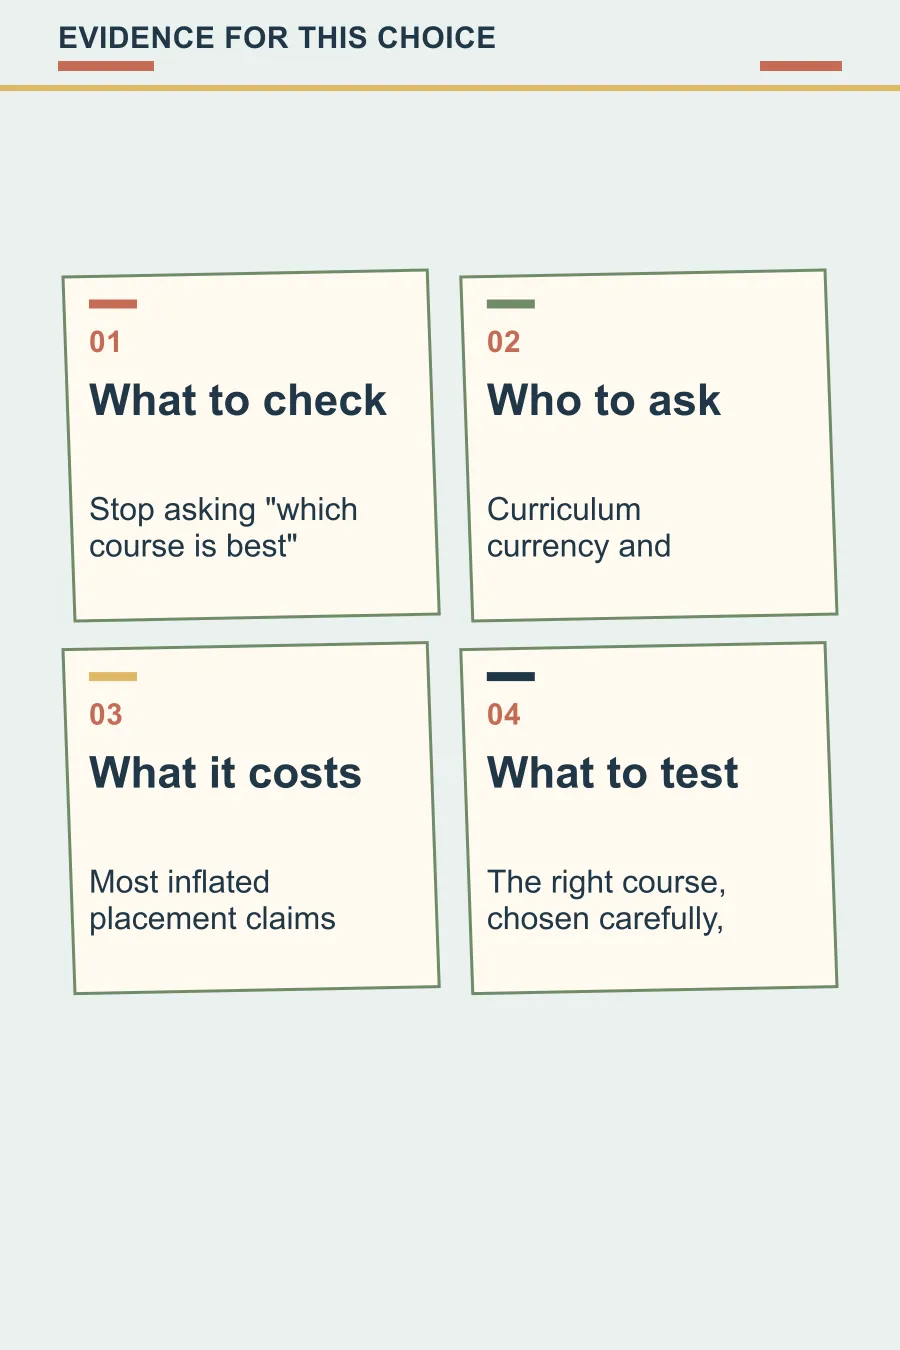 EVIDENCE FOR THIS CHOICE
01
What to check
Stop asking "which
course is best"
02
Who to ask
Curriculum
currency and
03
What it costs
Most inflated
placement claims
04
What to test
The right course,
chosen carefully,